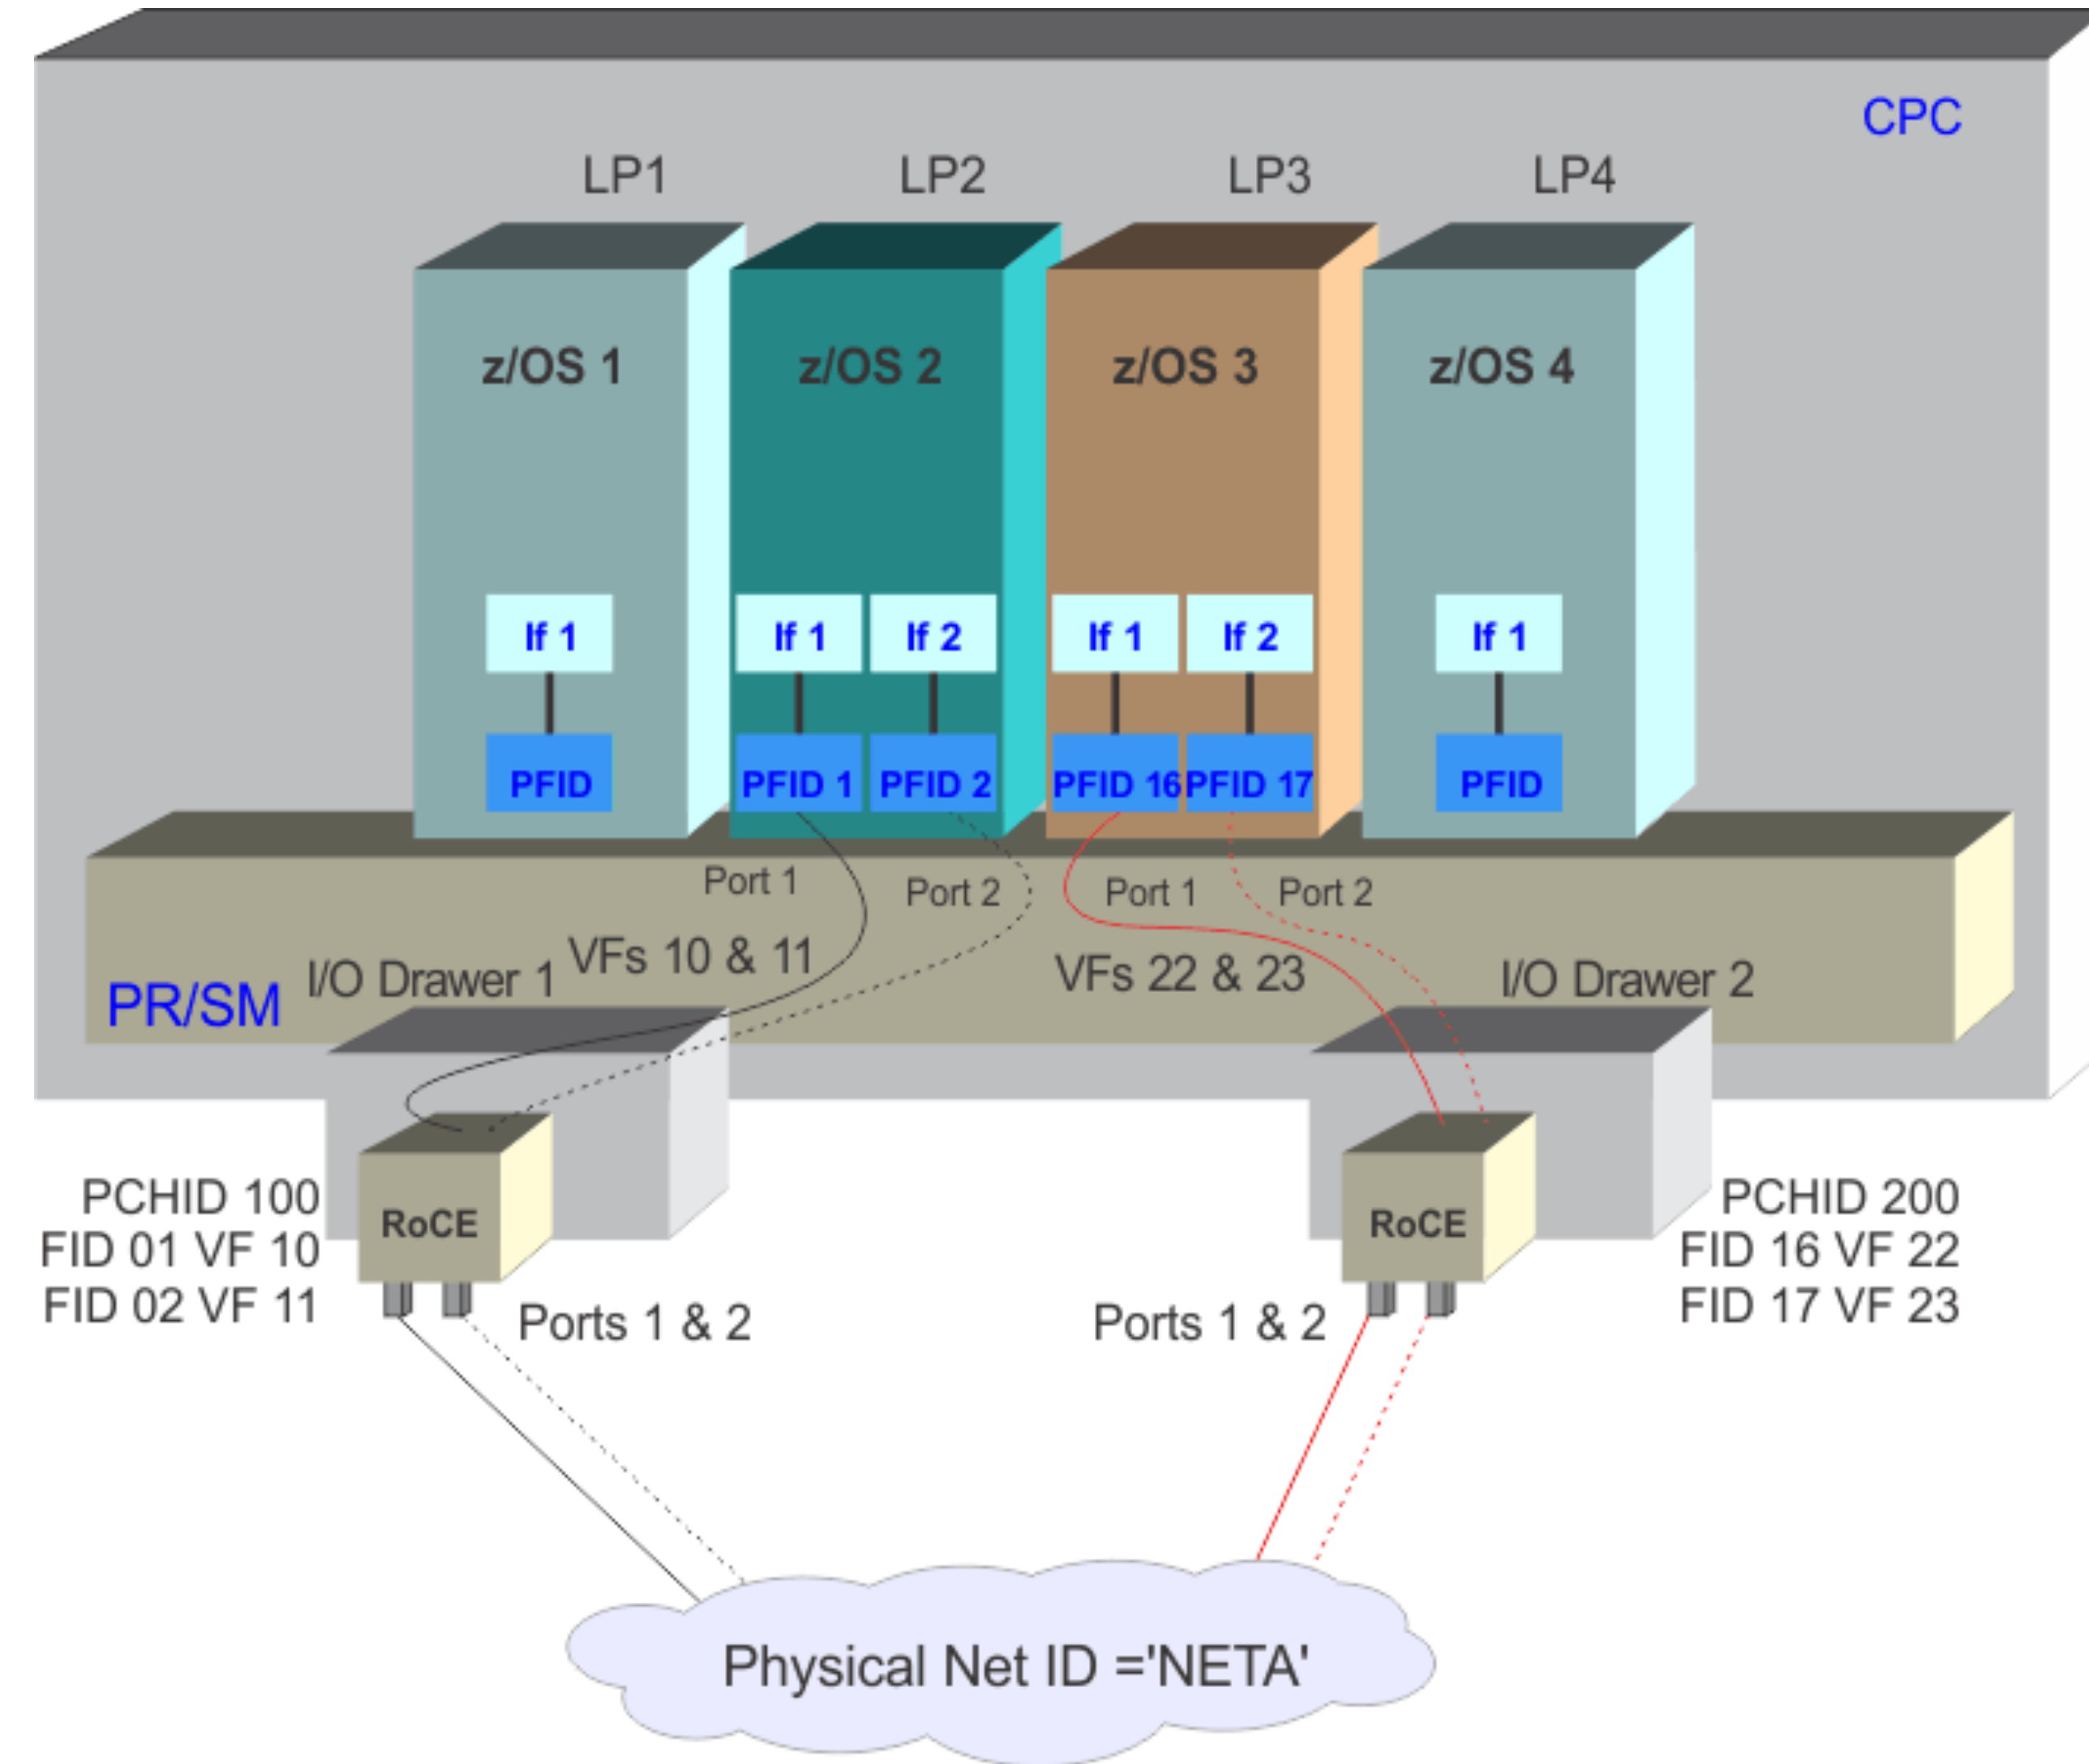 CPC
LP1
LP2
LP3
LP4
z/OS 1
z/OS 2
z/OS 3
z/OS 4
If 1
If 1
If 2
If 1
If 2
If 1
PFID
PFID 1
PFID 2
PFID 16
PFID 17
PFID
Port 1
Port 2
Port 1
Port 2
PR/SM
I/O Drawer 1
VFs 10 & 11
VFs 22 & 23
I/O Drawer 2
PCHID 100
FID 01 VF 10
FID 02 VF 11
RoCE
Ports 1 & 2
RoCE
Ports 1 & 2
PCHID 200
FID 16 VF 22
FID 17 VF 23
Physical Net ID ='NETA'